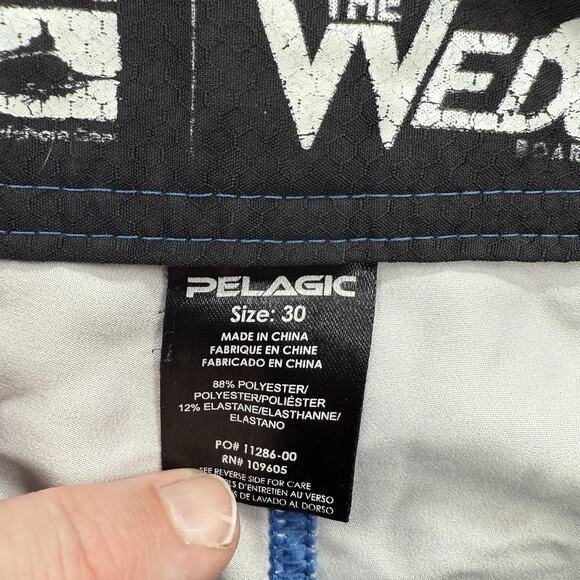 THE
WED
BOAR
PELAGIC
Size: 30
MADE IN CHINA
FABRIQUE EN CHINE
FABRICADO EN CHINA
88% POLYESTER/
POLYESTER/POLIÉSTER
12% ELASTANE/ELASTHANNE/
ELASTANO
PO# 11286-00
RN# 109605
SEE REVERSE SIDE FOR CARE
D'ENTRETIEN AU VERSO
DE LAVADO AL DORSO